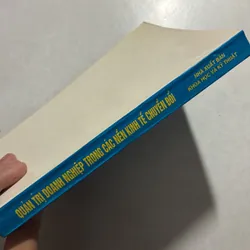 QUẢN TRỊ DOANH NGHIỆP TRONG CÁC NỀN KINH TẾ CHUYỂN ĐỔI
NHÀ XUẤT BẢN
KHOA HỌC VÀ KỸ THUẬT